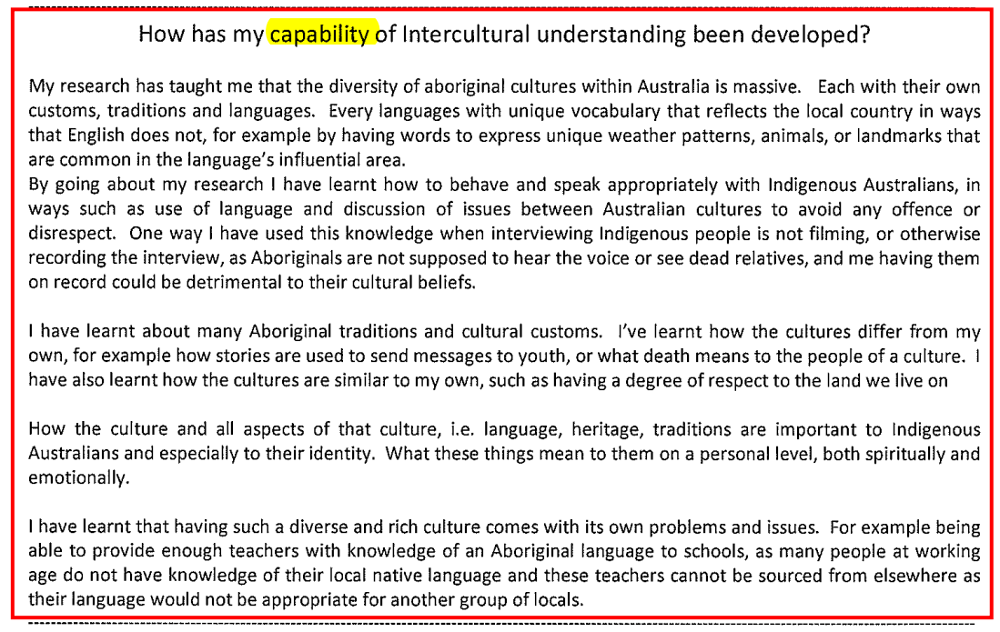 How has my capability of Intercultural understanding been developed?
My research has taught me that the diversity of aboriginal cultures within Australia is massive.   Each with their own
customs, traditions and languages.  Every languages with unique vocabulary that reflects the local country in ways
that English does not, for example by having words to express unique weather patterns, animals, or landmarks that
are common in the language's influential area.
By going about my research I have learnt how to behave and speak appropriately with Indigenous Australians, in
ways such as use of language and discussion of issues between Australian cultures to avoid any offence or
disrespect.  One way I have used this knowledge when interviewing Indigenous people is not filming, or otherwise
recording the interview, as Aboriginals are not supposed to hear the voice or see dead relatives, and me having them
on record could be detrimental to their cultural beliefs.
I have learnt about many Aboriginal traditions and cultural customs.  I've learnt how the cultures differ from my
own, for example how stories are used to send messages to youth, or what death means to the people of a culture.  I
have also learnt how the cultures are similar to my own, such as having a degree of respect to the land we live on
How the culture and all aspects of that culture, i.e. language, heritage, traditions are important to Indigenous
Australians and especially to their identity.  What these things mean to them on a personal level, both spiritually and
emotionally.
I have learnt that having such a diverse and rich culture comes with its own problems and issues.  For example being
able to provide enough teachers with knowledge of an Aboriginal language to schools, as many people at working
age do not have knowledge of their local native language and these teachers cannot be sourced from elsewhere as
their language would not be appropriate for another group of locals.